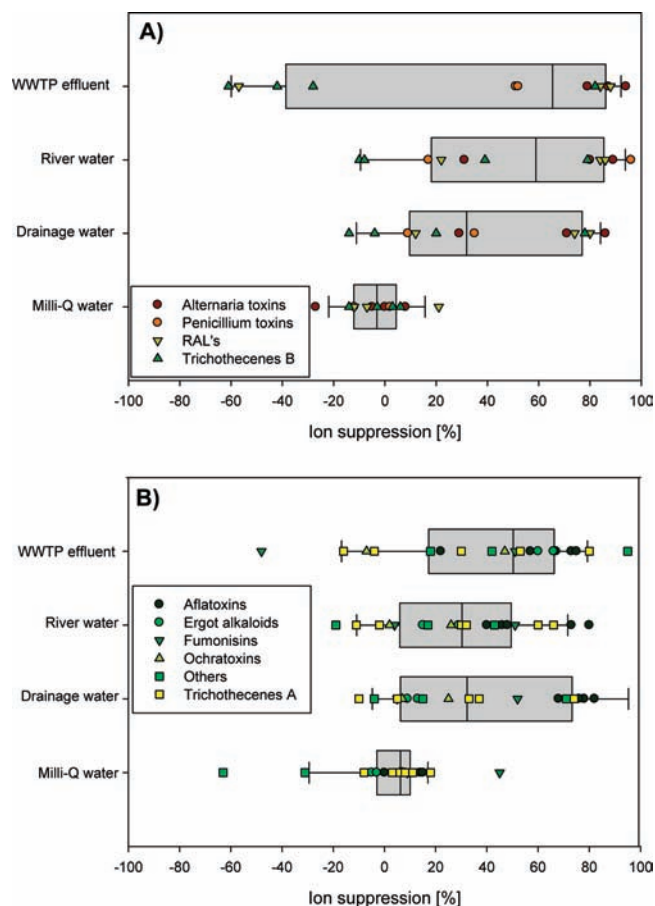 A)
WWTP effluent
River water
Drainage water
Milli-Q water
Alternaria toxins
Penicillium toxins
RAL's
Trichothecenes B
-100 -80 -60 -40 -20 0 20 40 60 80 100
Ion suppression [%]
B)
WWTP effluent
River water
Drainage water
Milli-Q water
Aflatoxins
Ergot alkaloids
Fumonisins
Ochratoxins
Others
Trichothecenes A
-100 -80 -60 -40 -20 0 20 40 60 80 100
Ion suppression [%]